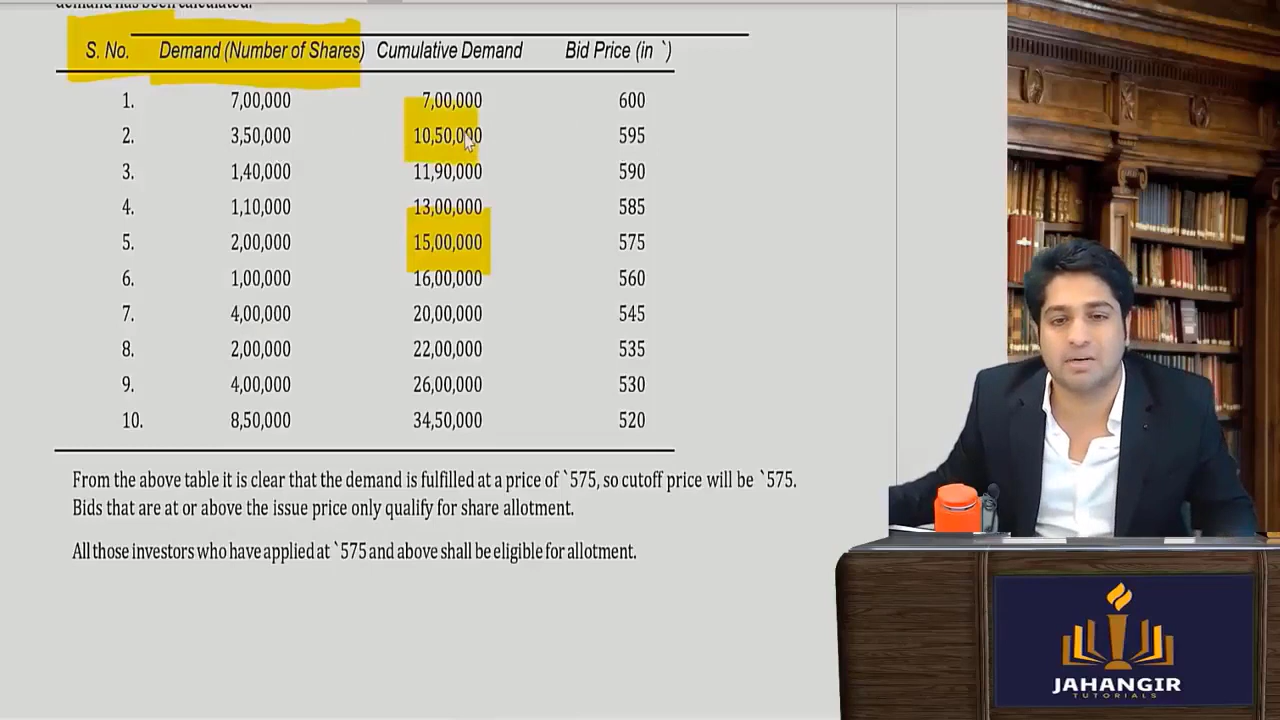 demand has been calculated.
S. No. Demand (Number of Shares) Cumulative Demand Bid Price (in `)
1. 7,00,000 7,00,000 600
2. 3,50,000 10,50,000 595
3. 1,40,000 11,90,000 590
4. 1,10,000 13,00,000 585
5. 2,00,000 15,00,000 575
6. 1,00,000 16,00,000 560
7. 4,00,000 20,00,000 545
8. 2,00,000 22,00,000 535
9. 4,00,000 26,00,000 530
10. 8,50,000 34,50,000 520
From the above table it is clear that the demand is fulfilled at a price of `575, so cutoff price will be `575.
Bids that are at or above the issue price only qualify for share allotment.
All those investors who have applied at `575 and above shall be eligible for allotment.
JAHANGIR
TUTORIALS